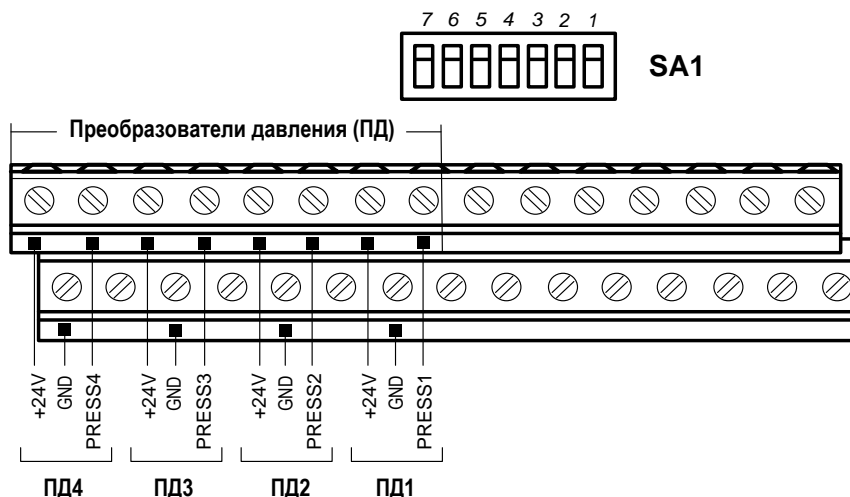 7 6 5 4 3 2 1
SA1
Преобразователи давления (ПД)
+24V GND PRESS4 +24V GND PRESS3 +24V GND PRESS2 +24V GND PRESS1
ПД4 ПД3 ПД2 ПД1